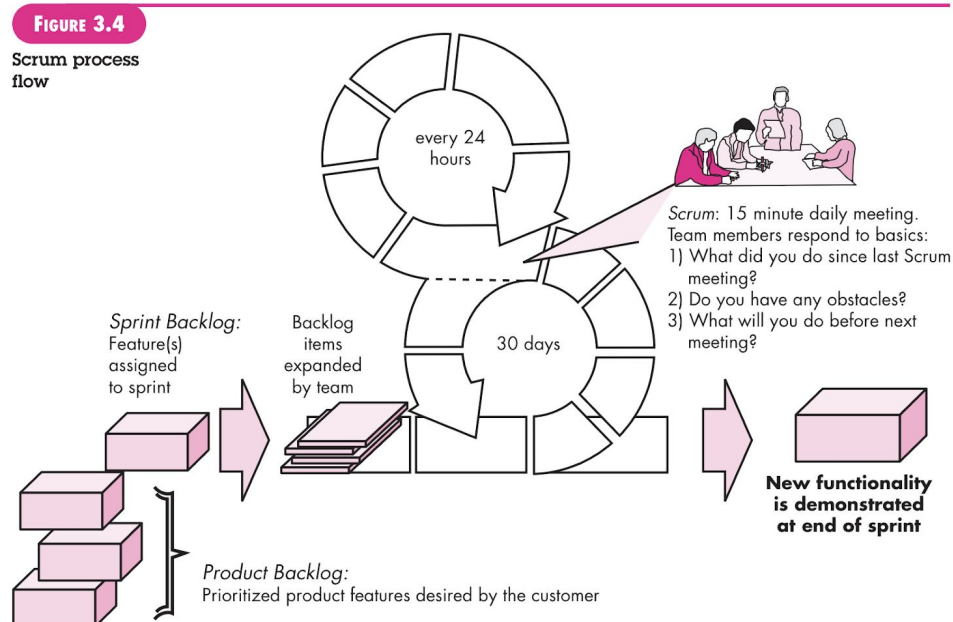 FIGURE 3.4
Scrum process
flow
every 24
hours
Scrum: 15 minute daily meeting.
Team members respond to basics:
1) What did you do since last Scrum
meeting?
2) Do you have any obstacles?
3) What will you do before next
meeting?
Sprint Backlog:
Feature(s)
assigned
to sprint
Backlog
items
expanded
by team
30 days
New functionality
is demonstrated
at end of sprint
Product Backlog:
Prioritized product features desired by the customer